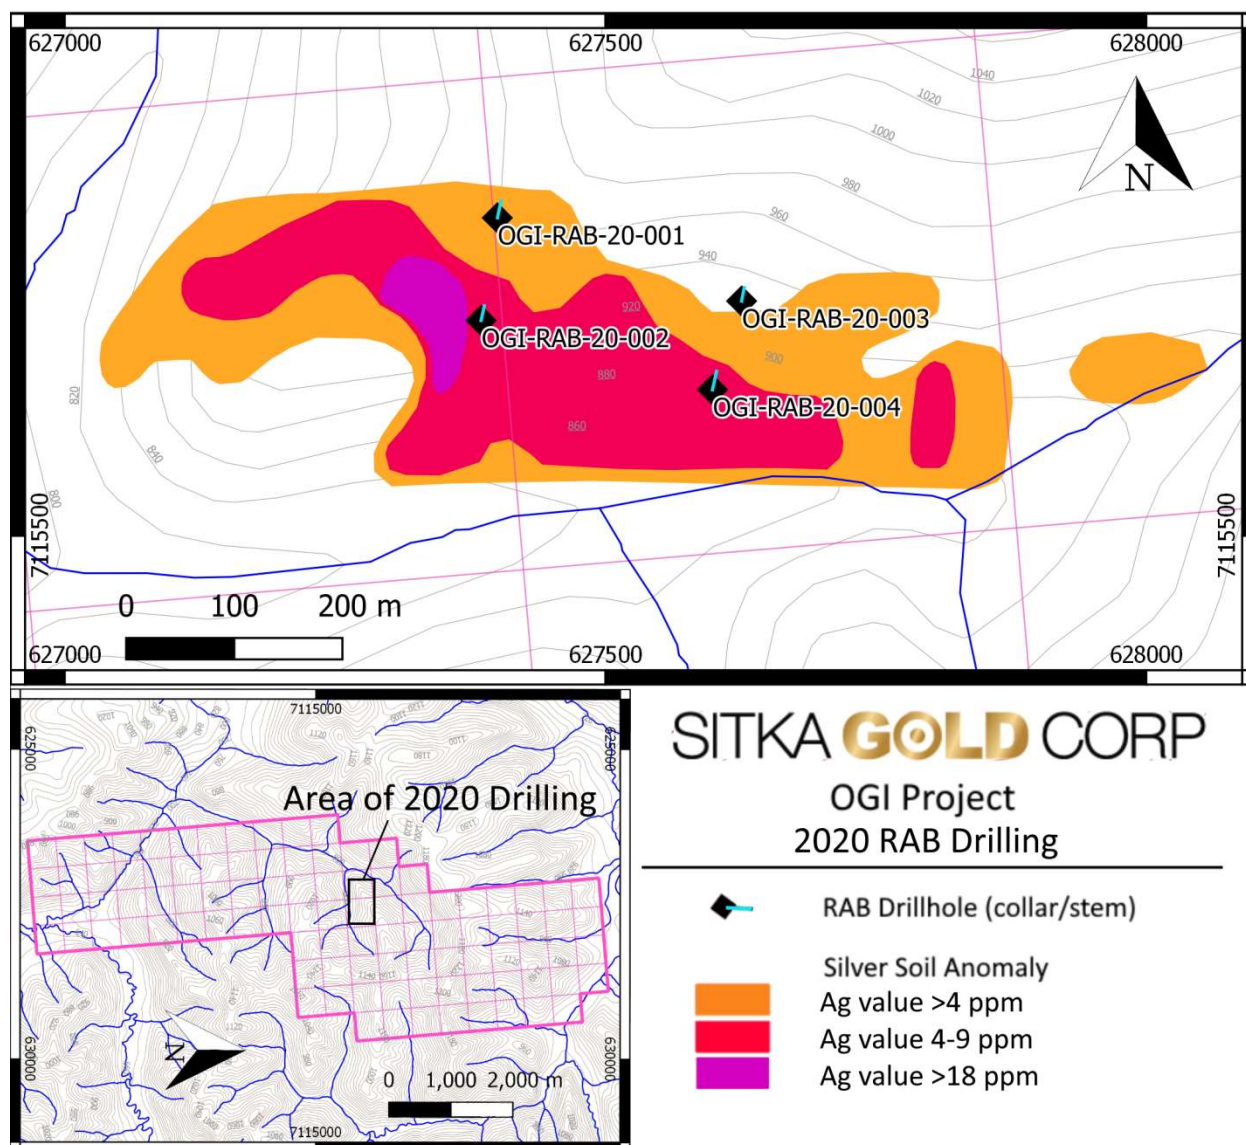 627000
627500
628000
1040
1020
1000
980
960
940
920
900
880
860
840
820
800
OGI-RAB-20-001
OGI-RAB-20-002
OGI-RAB-20-003
OGI-RAB-20-004
N
7115500
7115500
0 100 200 m
627000
627500
628000
7115000
625000
625000
Area of 2020 Drilling
N
0 1,000 2,000 m
630000
630000
7115000
SITKA GOLD CORP
OGI Project
2020 RAB Drilling
RAB Drillhole (collar/stem)
Silver Soil Anomaly
Ag value >4 ppm
Ag value 4-9 ppm
Ag value >18 ppm